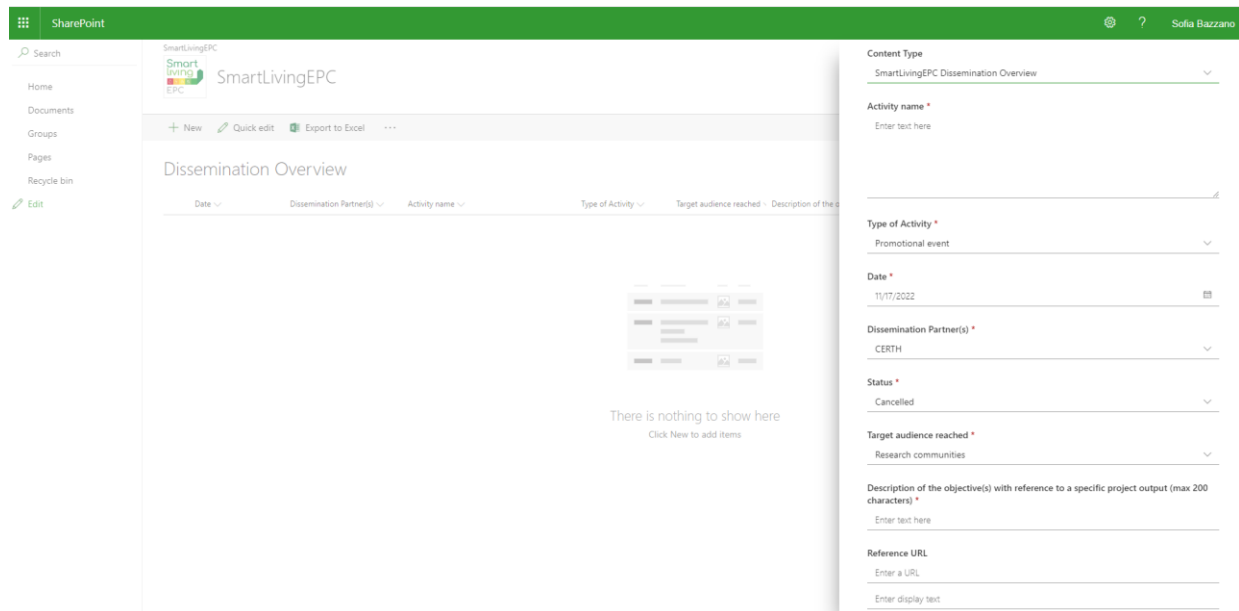 SharePoint
? Sofia Bazzano
Search
Home
Documents
Groups
Pages
Recycle bin
Edit
SmartLivingEPC
Smart
living
EPC
SmartLivingEPC
New Quick edit Export to Excel ...
Dissemination Overview
Date Dissemination Partner(s) Activity name Type of Activity Target audience reached Description of the o
There is nothing to show here
Click New to add items
Content Type
SmartLivingEPC Dissemination Overview
Activity name *
Enter text here
Type of Activity *
Promotional event
Date *
11/17/2022
Dissemination Partner(s) *
CERTH
Status *
Cancelled
Target audience reached *
Research communities
Description of the objective(s) with reference to a specific project output (max 200
characters) *
Enter text here
Reference URL
Enter a URL
Enter display text